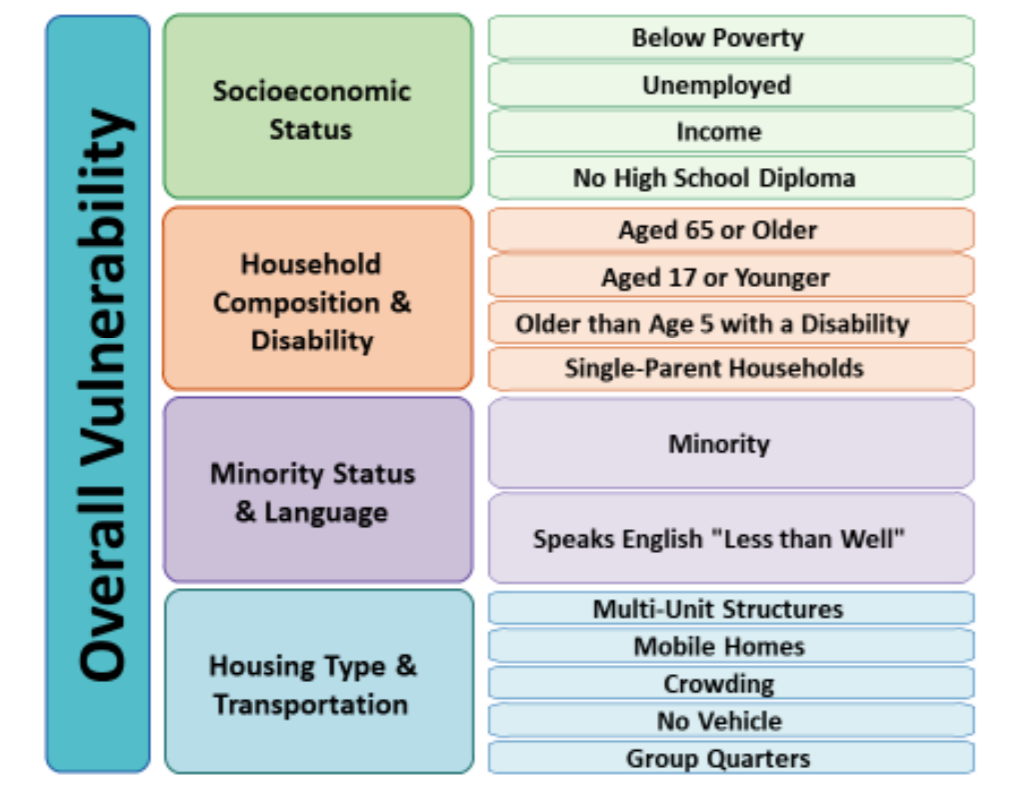 Overall Vulnerability
Socioeconomic
Status
Below Poverty
Unemployed
Income
No High School Diploma
Household
Composition &
Disability
Aged 65 or Older
Aged 17 or Younger
Older than Age 5 with a Disability
Single-Parent Households
Minority Status
& Language
Minority
Speaks English "Less than Well"
Housing Type &
Transportation
Multi-Unit Structures
Mobile Homes
Crowding
No Vehicle
Group Quarters